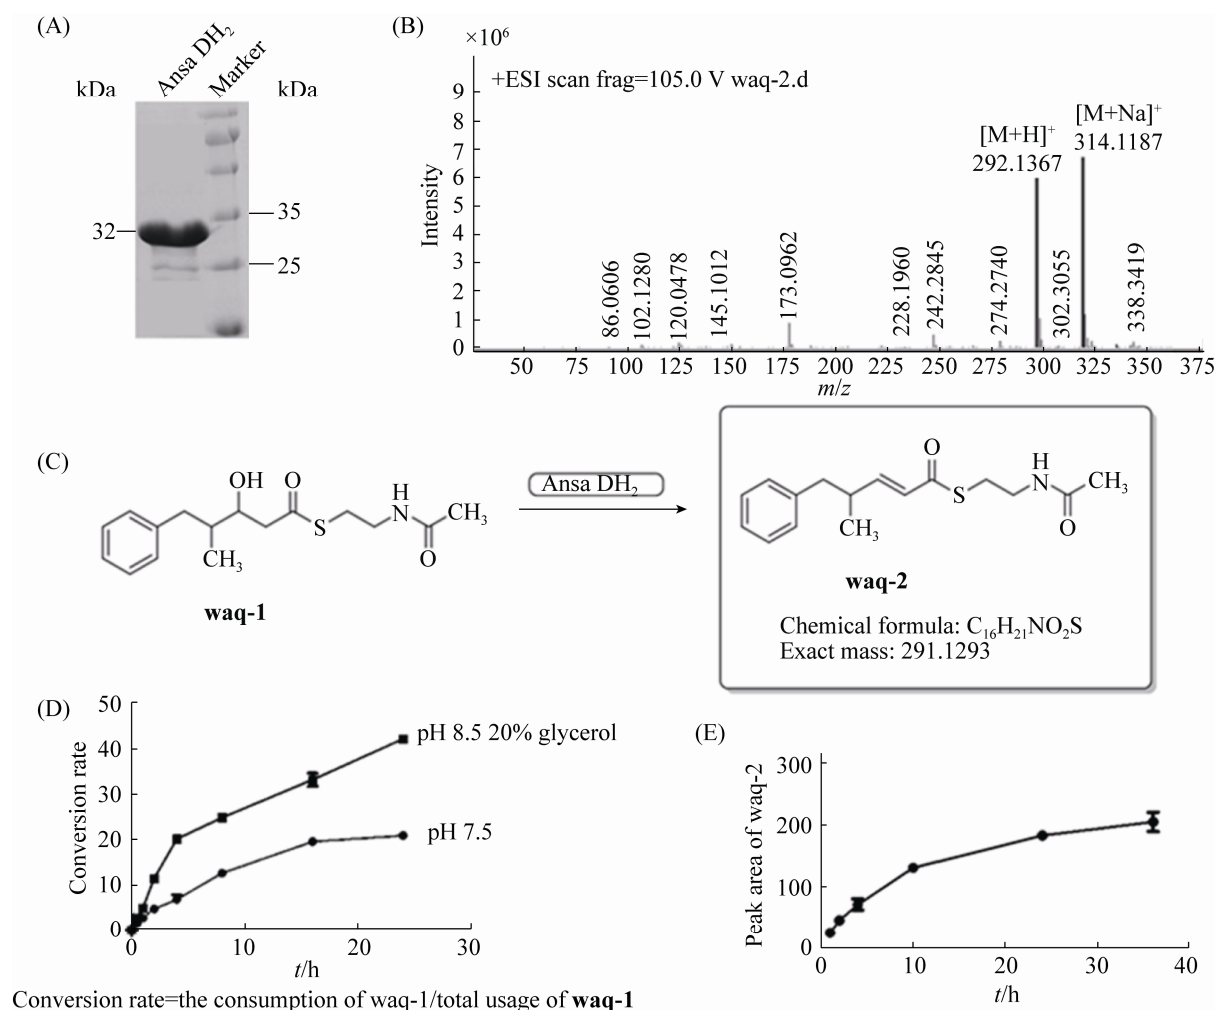 (A)
Ansa DH₂
Marker
kDa
kDa
32
35
25
(B)
×10⁶
+ESI scan frag=105.0 V waq-2.d
Intensity
9
8
7
6
5
4
3
2
1
0
86.0606
102.1280
120.0478
145.1012
173.0962
228.1960
242.2845
274.2740
[M+H]⁺
292.1367
302.3055
[M+Na]⁺
314.1187
338.3419
50 75 100 125 150 175 200 225 250 275 300 325 350 375
m/z
(C)
OH O
H
N
S
CH₃
CH₃
O
waq-1
Ansa DH₂
O
H
N
S
CH₃
CH₃
O
waq-2
Chemical formula: C₁₆H₂₁NO₂S
Exact mass: 291.1293
(D)
Conversion rate
50
40
30
20
10
0
pH 8.5 20% glycerol
pH 7.5
0 10 20 30
t/h
Conversion rate=the consumption of waq-1/total usage of waq-1
(E)
Peak area of waq-2
300
200
100
0
0 10 20 30 40
t/h